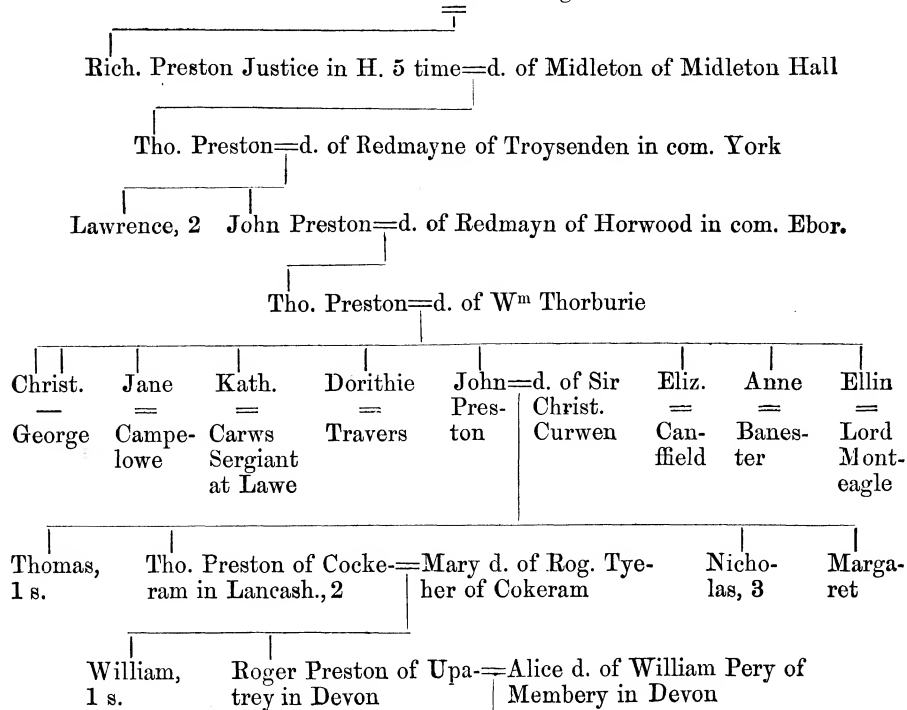 Rich. Preston Justice in H. 5 time=d. of Midleton of Midleton Hall
Tho. Preston=d. of Redmayne of Troysenden in com. York
Lawrence, 2 John Preston=d. of Redmayn of Horwood in com. Ebor.
Tho. Preston=d. of Wm Thorburie
Christ. Jane Kath. Dorithie John=d. of Sir Eliz. Anne Ellin
— = = = Pres- Christ. = = =
George Campe- Carws Travers ton Curwen Can- Banes- Lord
lowe Sergiant ffield ter Mont-
at Lawe eagle
Thomas, Tho. Preston of Cocke-=Mary d. of Rog. Tye- Nicho- Marga-
1 s. ram in Lancash., 2 her of Cokeram las, 3 ret
William, Roger Preston of Upa-=Alice d. of William Pery of
1 s. trey in Devon Membery in Devon